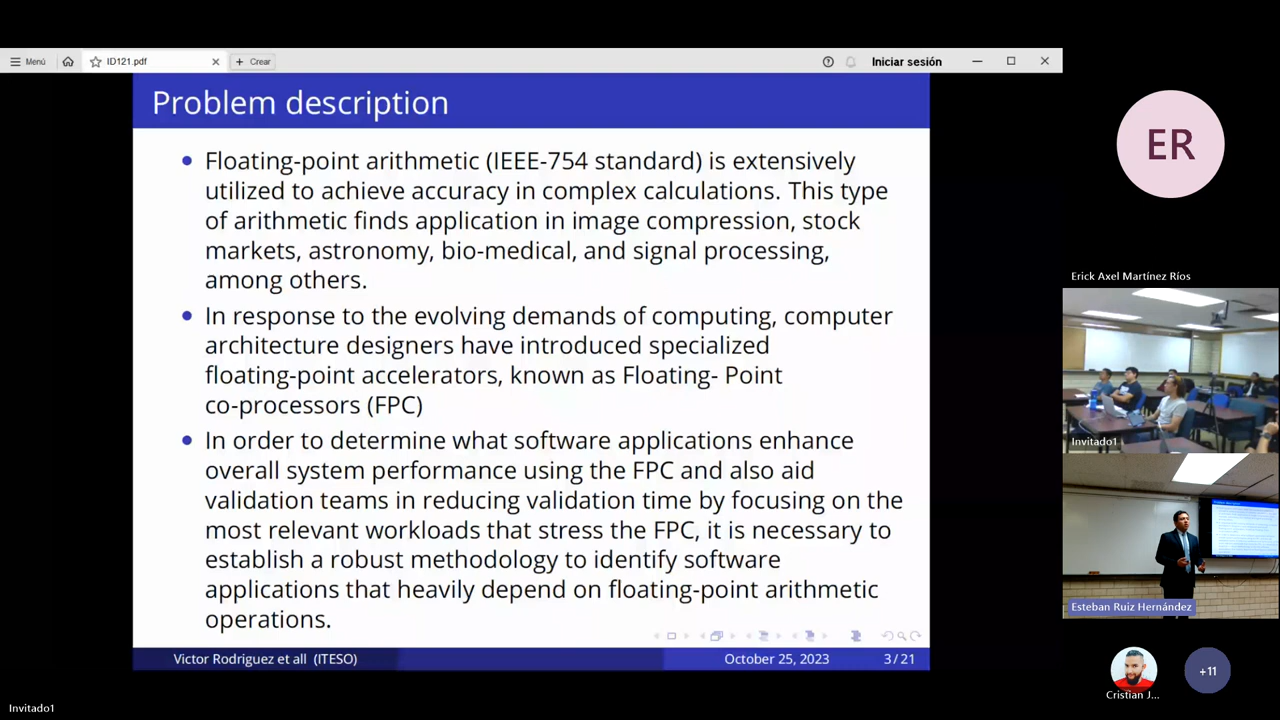 Menú
ID121.pdf
Crear
Iniciar sesión
Problem description
Floating-point arithmetic (IEEE-754 standard) is extensively
utilized to achieve accuracy in complex calculations. This type
of arithmetic finds application in image compression, stock
markets, astronomy, bio-medical, and signal processing,
among others.
In response to the evolving demands of computing, computer
architecture designers have introduced specialized
floating-point accelerators, known as Floating- Point
co-processors (FPC)
In order to determine what software applications enhance
overall system performance using the FPC and also aid
validation teams in reducing validation time by focusing on the
most relevant workloads that stress the FPC, it is necessary to
establish a robust methodology to identify software
applications that heavily depend on floating-point arithmetic
operations.
Victor Rodriguez et all (ITESO)
October 25, 2023
3/21
ER
Erick Axel Martínez Ríos
Invitado1
Esteban Ruiz Hernández
Cristian J...
+11
Invitado1